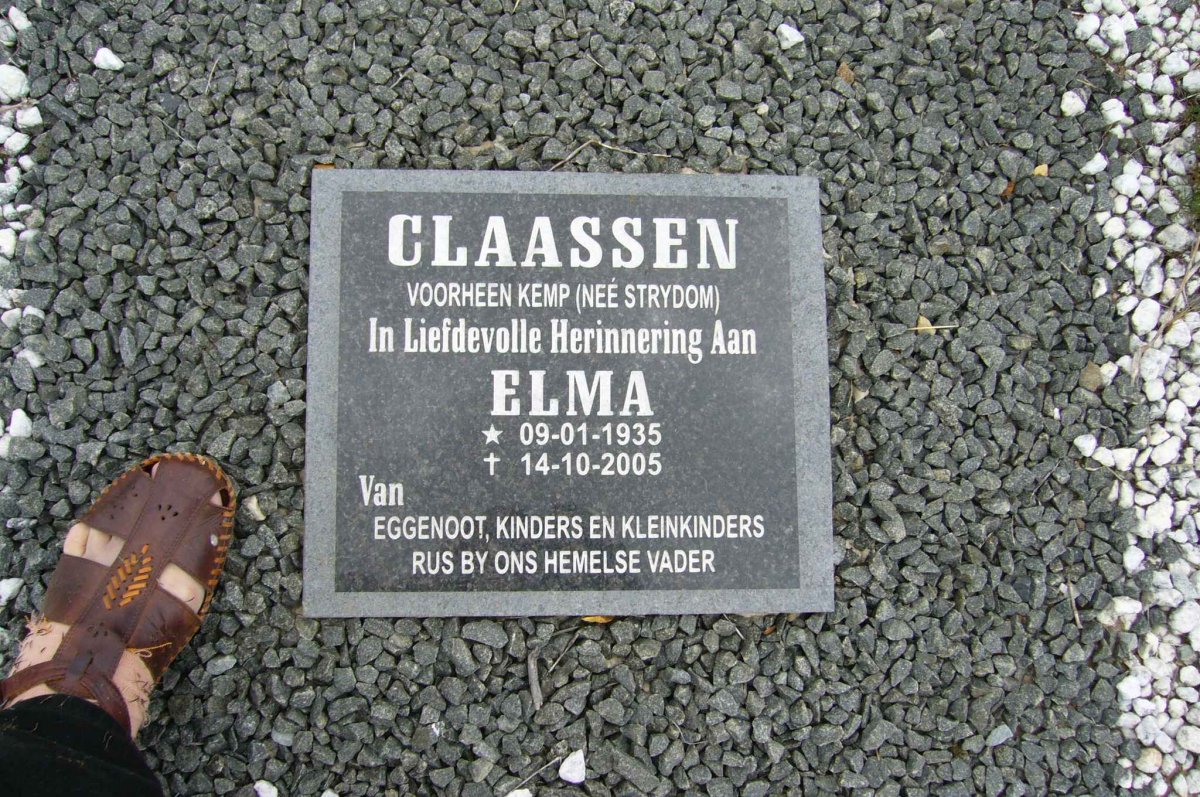 CLAASSEN
VOORHEEN KEMP (NEÉ STRYDOM)
In Liefdevolle Herinnering Aan
ELMA
★ 09-01-1935
✝ 14-10-2005
Van
EGGENOOT, KINDERS EN KLEINKINDERS
RUS BY ONS HEMELSE VADER